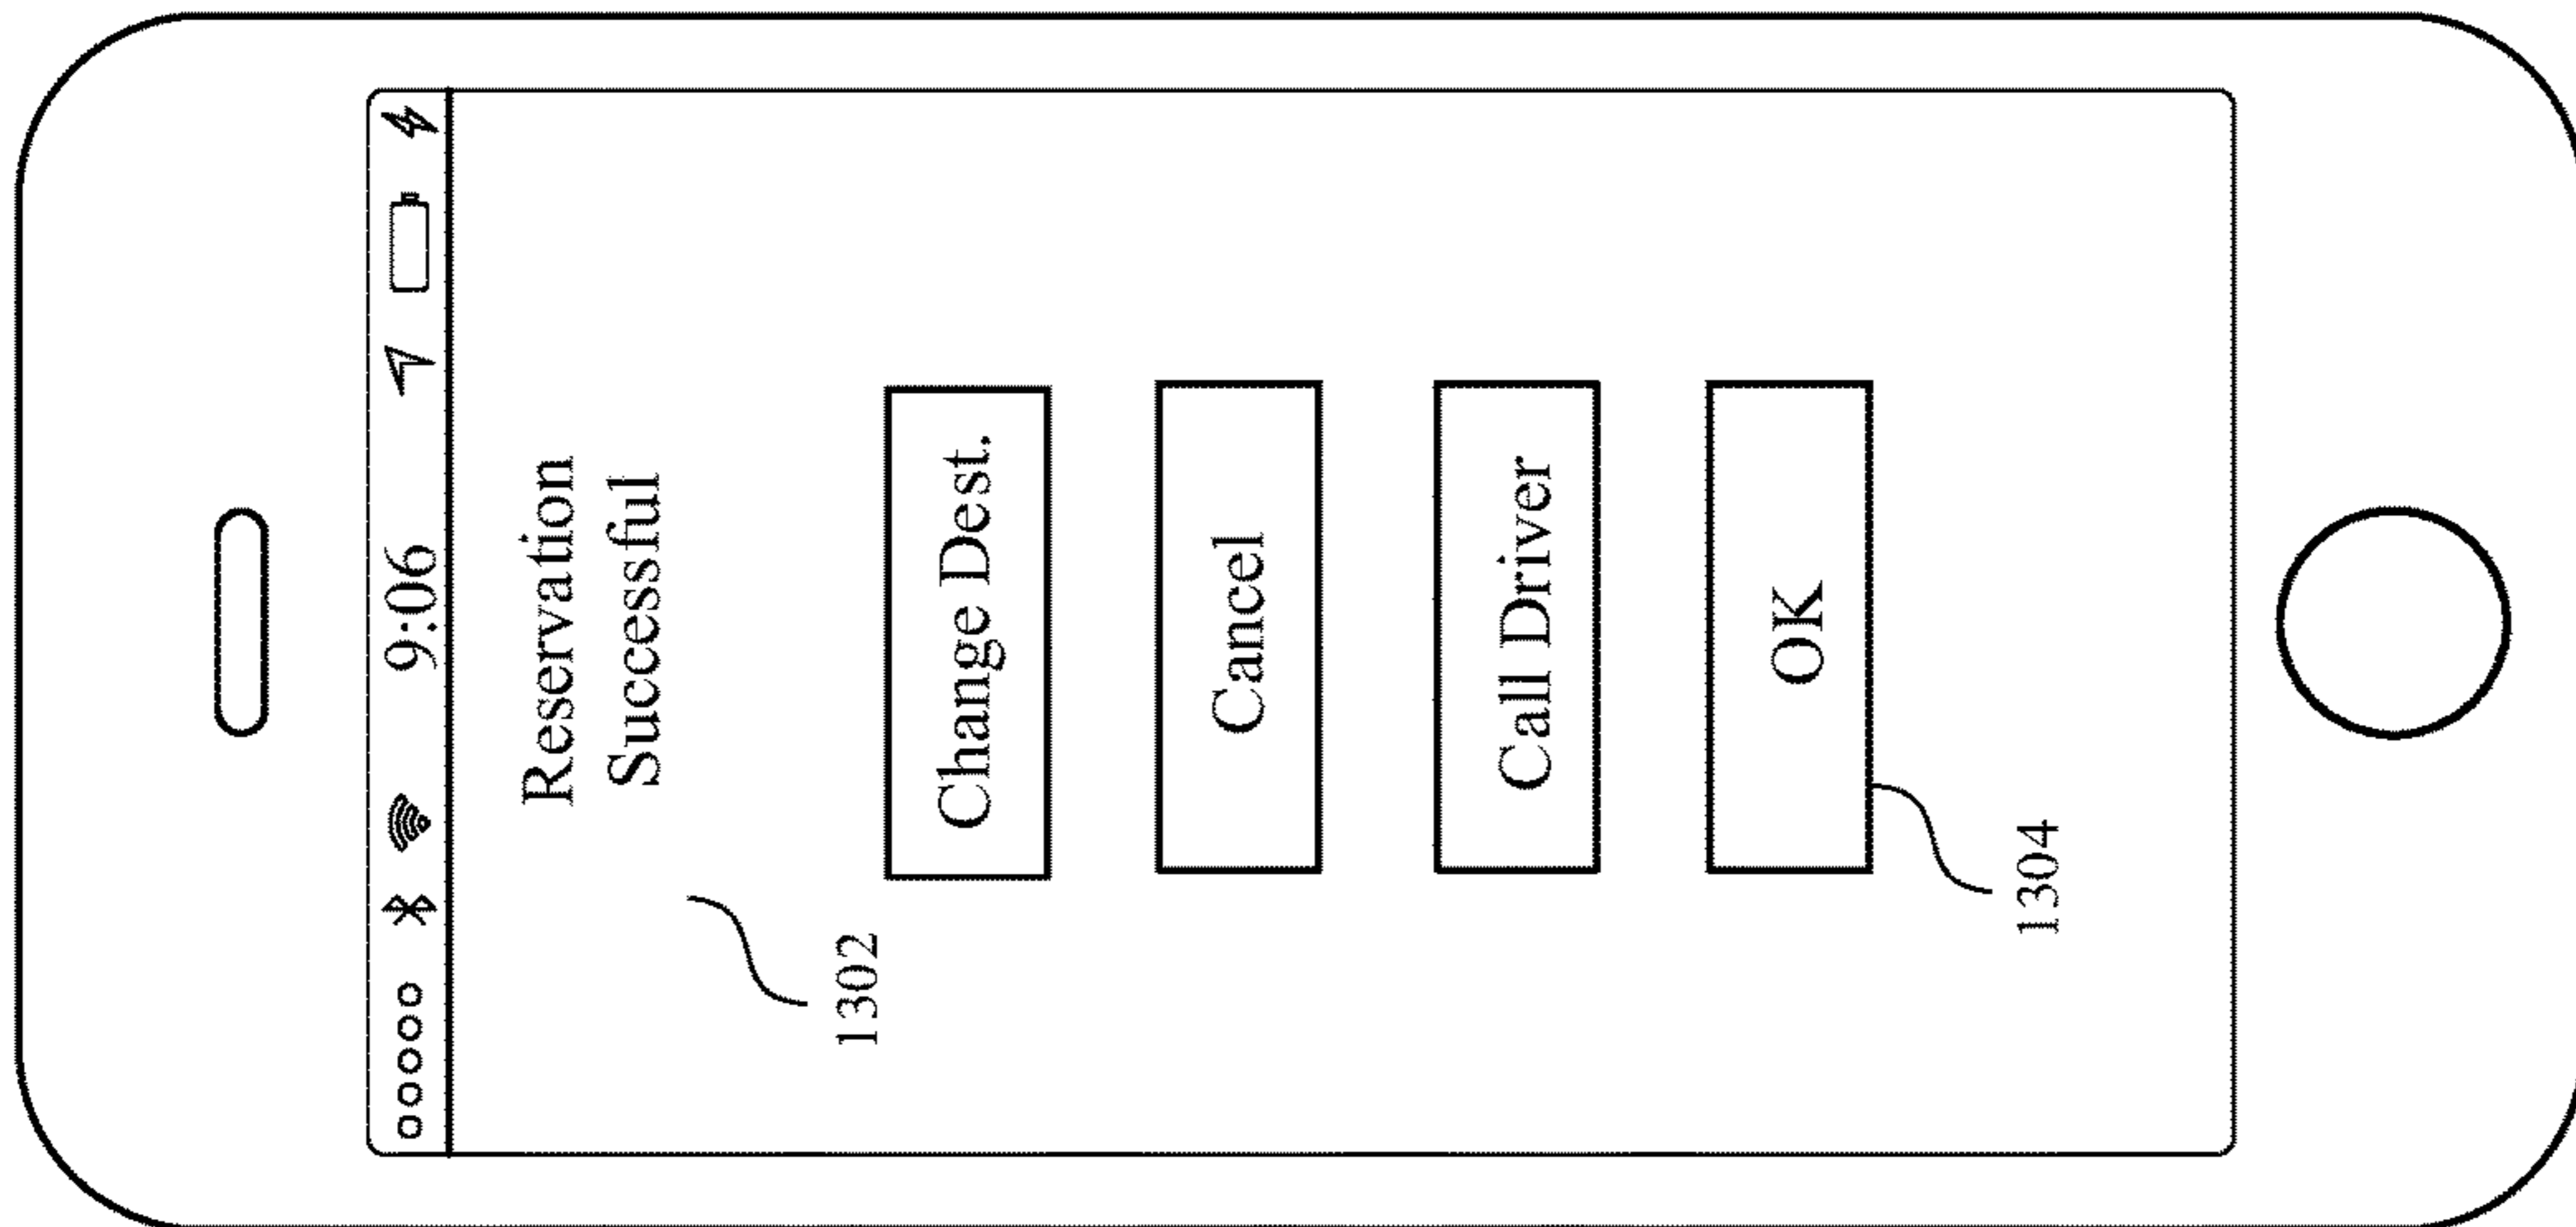 9:06
Reservation
Successful
1302
Change Dest.
Cancel
Call Driver
OK
1304